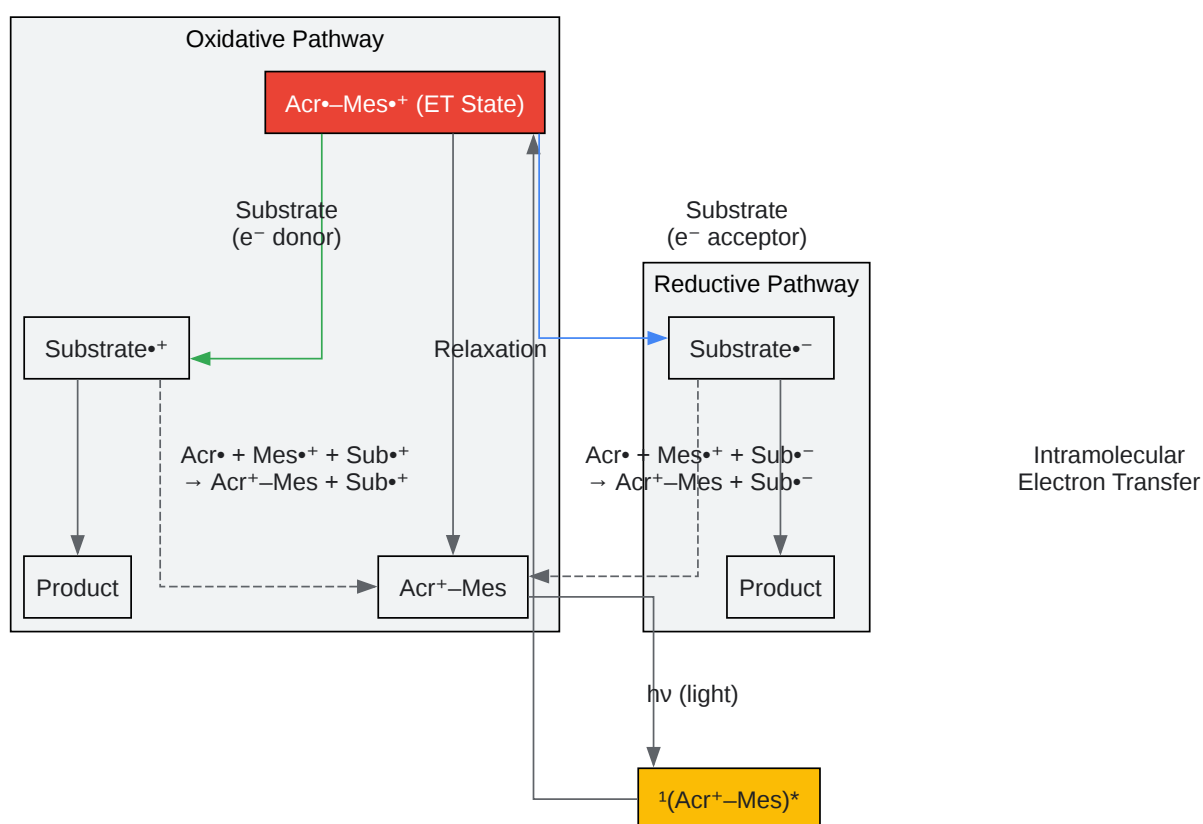 Oxidative Pathway
Acr•–Mes•⁺ (ET State)
Substrate
(e⁻ donor)
Substrate
(e⁻ acceptor)
Reductive Pathway
Substrate•⁺
Relaxation
Substrate•⁻
Acr• + Mes•⁺ + Sub•⁺
→ Acr⁺–Mes + Sub•⁺
Acr• + Mes•⁺ + Sub•⁻
→ Acr⁺–Mes + Sub•⁻
Intramolecular
Electron Transfer
Product
Acr⁺–Mes
Product
hν (light)
¹(Acr⁺–Mes)*